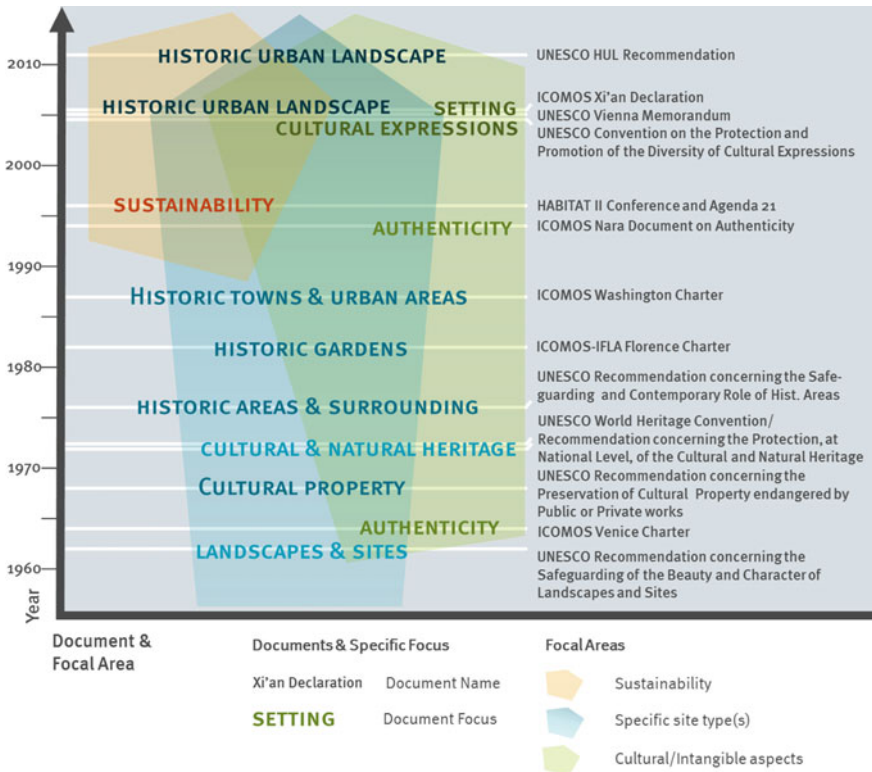 2010
HISTORIC URBAN LANDSCAPE
UNESCO HUL Recommendation
HISTORIC URBAN LANDSCAPE
SETTING
CULTURAL EXPRESSIONS
ICOMOS Xi'an Declaration
UNESCO Vienna Memorandum
UNESCO Convention on the Protection and
Promotion of the Diversity of Cultural Expressions
2000
SUSTAINABILITY
HABITAT II Conference and Agenda 21
AUTHENTICITY
ICOMOS Nara Document on Authenticity
1990
HISTORIC TOWNS & URBAN AREAS
ICOMOS Washington Charter
HISTORIC GARDENS
ICOMOS-IFLA Florence Charter
1980
HISTORIC AREAS & SURROUNDING
UNESCO Recommendation concerning the Safe-
guarding and Contemporary Role of Hist. Areas
CULTURAL & NATURAL HERITAGE
UNESCO World Heritage Convention/
Recommendation concerning the Protection, at
National Level, of the Cultural and Natural Heritage
1970
CULTURAL PROPERTY
UNESCO Recommendation concerning the
Preservation of Cultural Property endangered by
Public or Private works
AUTHENTICITY
ICOMOS Venice Charter
LANDSCAPES & SITES
UNESCO Recommendation concerning the
Safeguarding of the Beauty and Character of
Landscapes and Sites
1960
Year
Document &
Focal Area
Documents & Specific Focus
Xi'an Declaration
Document Name
SETTING
Document Focus
Focal Areas
Sustainability
Specific site type(s)
Cultural/Intangible aspects